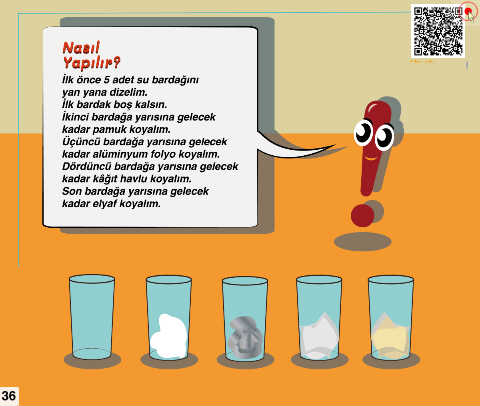 Nasıl
Yapılır?
İlk önce 5 adet su bardağını
yan yana dizelim.
İlk bardak boş kalsın.
İkinci bardağa yarısına gelecek
kadar pamuk koyalım.
Üçüncü bardağa yarısına gelecek
kadar alüminyum folyo koyalım.
Dördüncü bardağa yarısına gelecek
kadar kâğıt havlu koyalım.
Son bardağa yarısına gelecek
kadar elyaf koyalım.
36